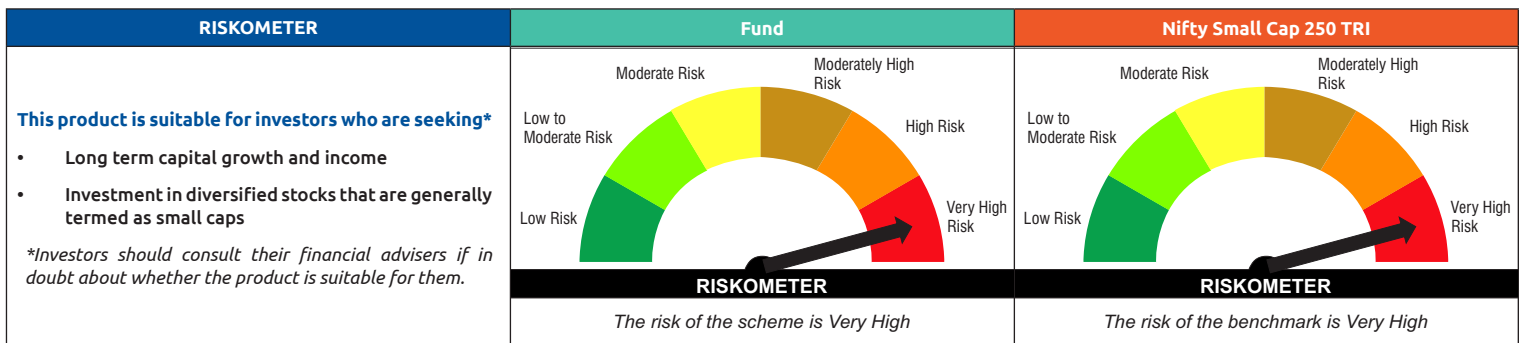 RISKOMETER
Fund
Nifty Small Cap 250 TRI
This product is suitable for investors who are seeking*
• Long term capital growth and income
• Investment in diversified stocks that are generally
termed as small caps
*Investors should consult their financial advisers if in
doubt about whether the product is suitable for them.
Low Risk
Low to
Moderate Risk
Moderate Risk
Moderately High
Risk
High Risk
Very High
Risk
RISKOMETER
The risk of the scheme is Very High
Low Risk
Low to
Moderate Risk
Moderate Risk
Moderately High
Risk
High Risk
Very High
Risk
RISKOMETER
The risk of the benchmark is Very High